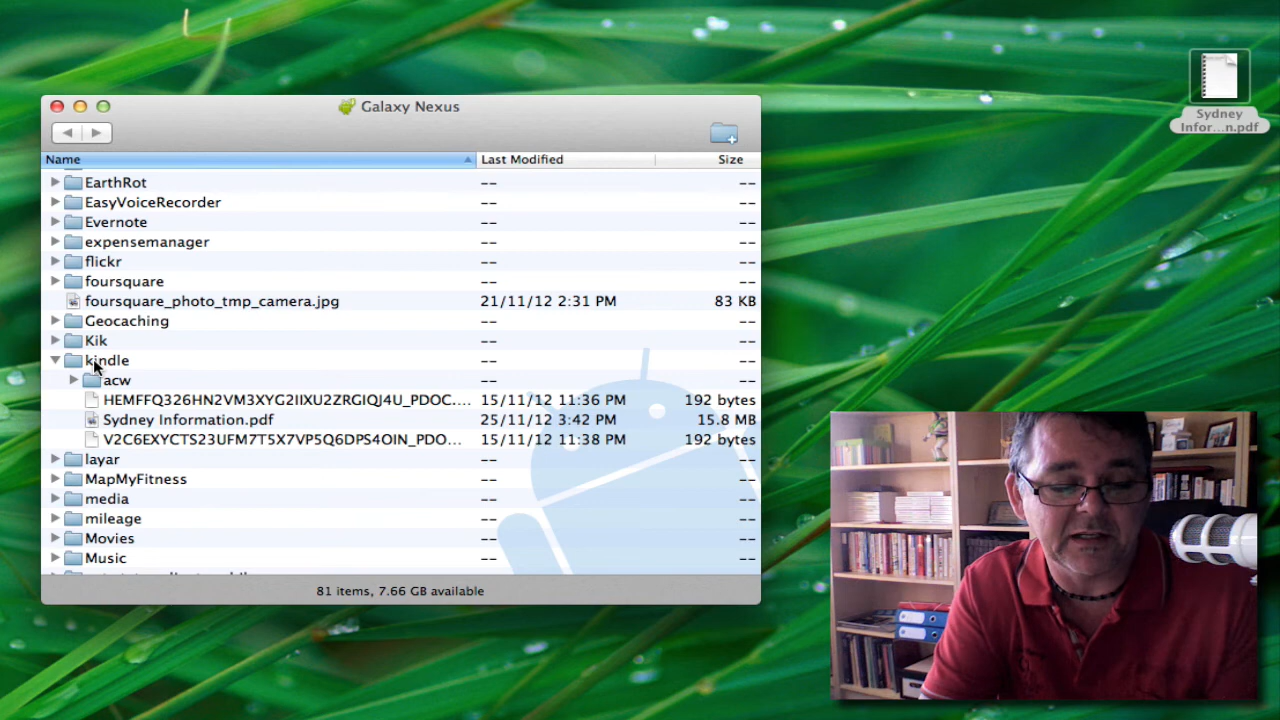 Galaxy Nexus
Name Last Modified Size
EarthRot -- --
EasyVoiceRecorder -- --
Evernote -- --
expensemanager -- --
flickr -- --
foursquare -- --
foursquare_photo_tmp_camera.jpg 21/11/12 2:31 PM 83 KB
Geocaching -- --
Kik -- --
kindle -- --
acw -- --
HEMFFQ326HN2VM3XYG2IIXU2ZRGIQJ4U_PDOC.... 15/11/12 11:36 PM 192 bytes
Sydney Information.pdf 25/11/12 3:42 PM 15.8 MB
V2C6EXYCTS23UFM7T5X7VP5Q6DPS4OIN_PDO... 15/11/12 11:38 PM 192 bytes
layar -- --
MapMyFitness -- --
media -- --
mileage -- --
Movies -- --
Music -- --
81 items, 7.66 GB available
Sydney
Infor...n.pdf